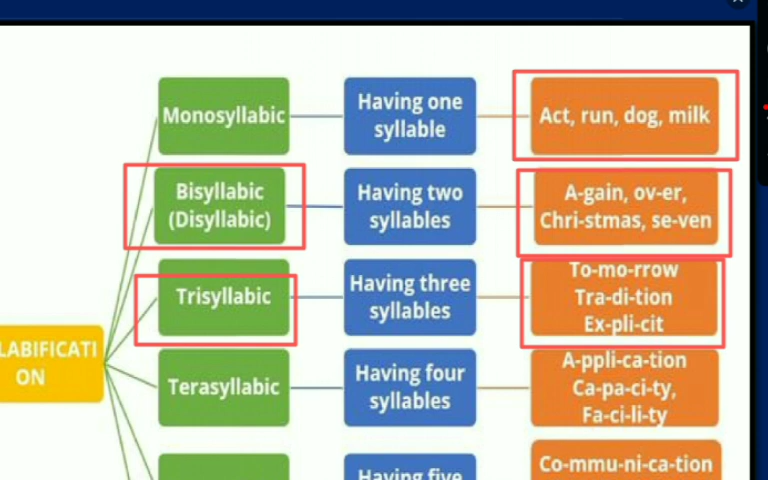 Monosyllabic
Having one
syllable
Act, run, dog, milk
Bisyllabic
(Disyllabic)
Having two
syllables
A-gain, ov-er,
Chri-stmas, se-ven
Trisyllabic
Having three
syllables
To-mo-rrow
Tra-di-tion
Ex-pli-cit
LABIFICATI
ON
Terasyllabic
Having four
syllables
A-ppli-ca-tion
Ca-pa-ci-ty,
Fa-ci-li-ty
Having five
Co-mmu-ni-ca-tion